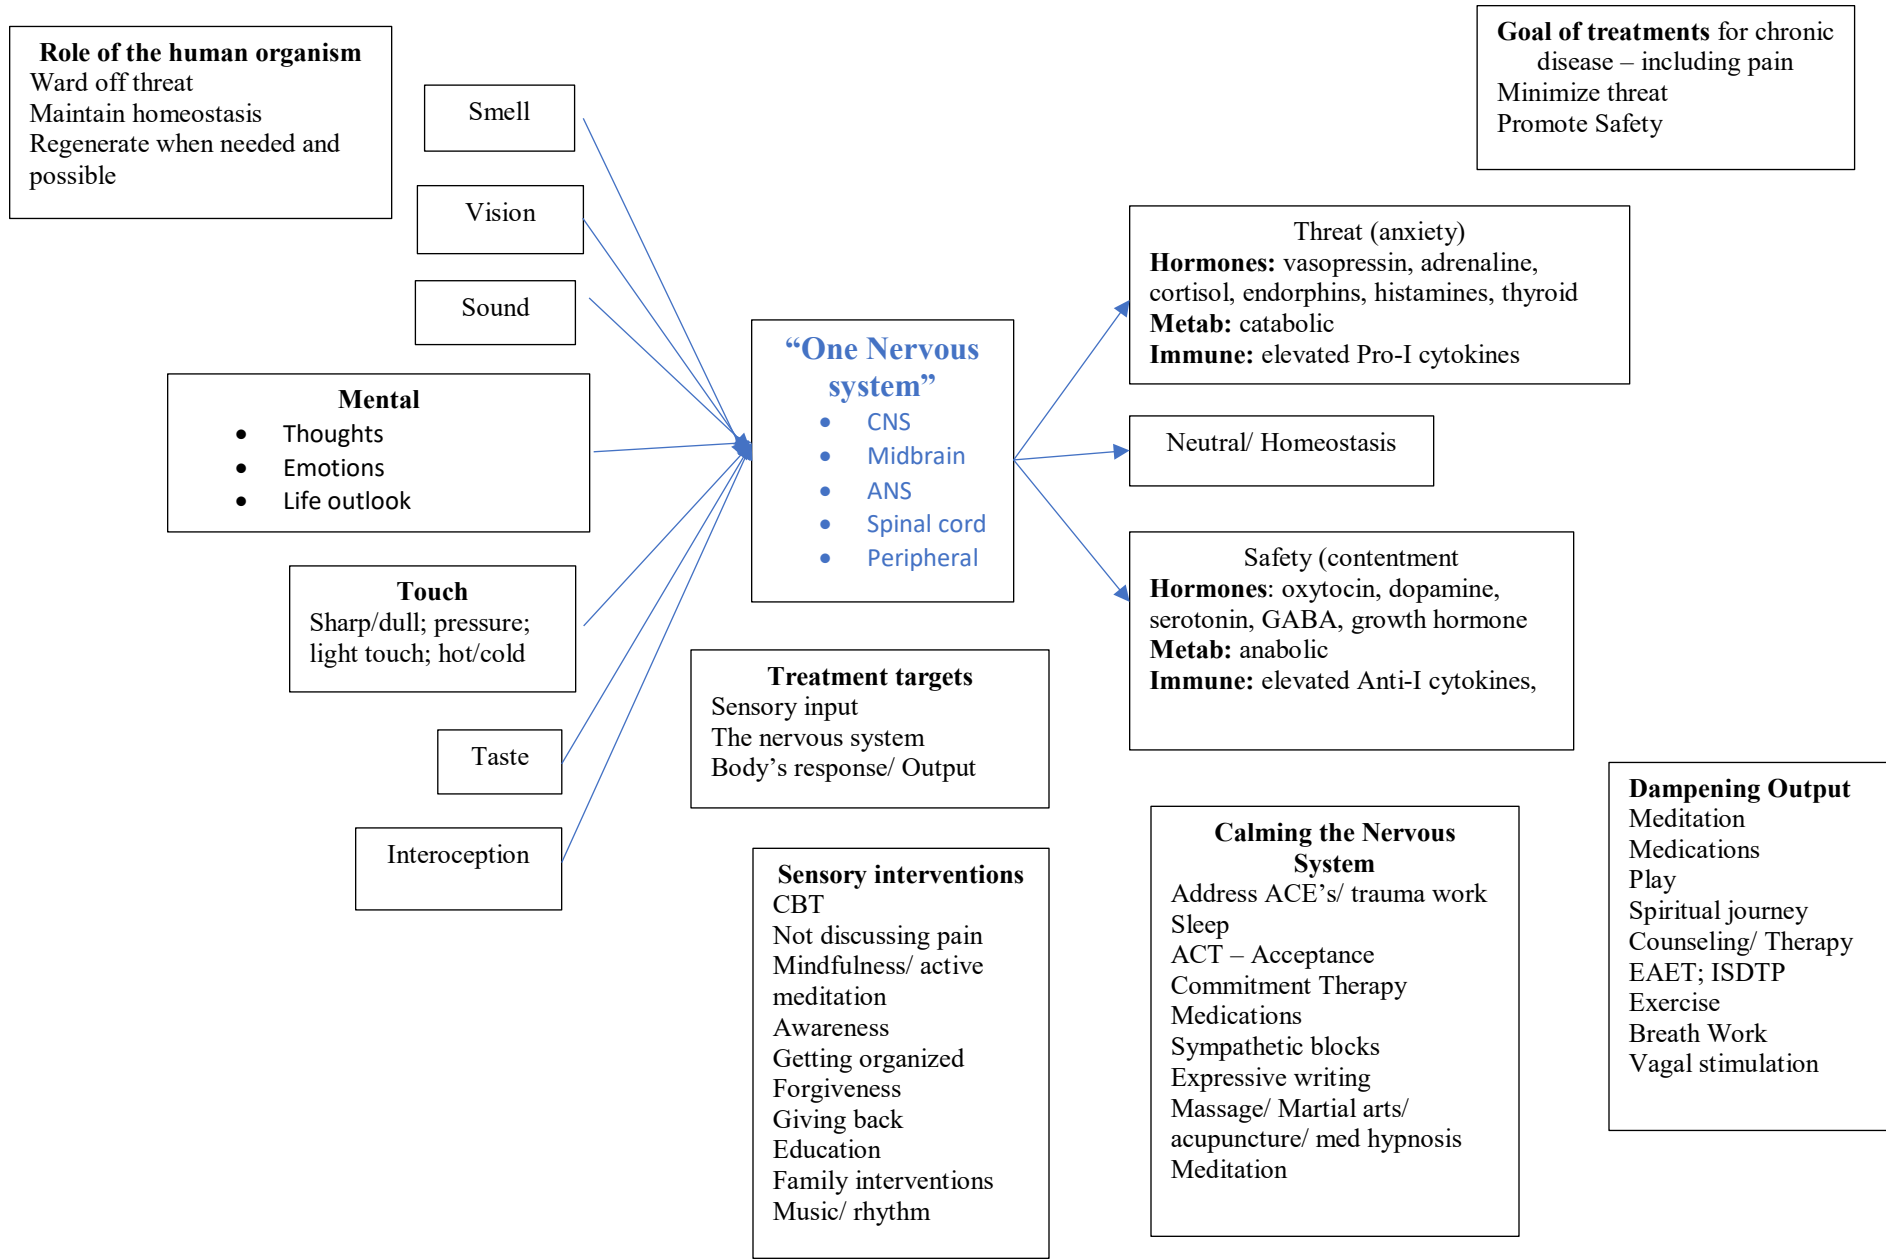 Role of the human organism
Ward off threat
Maintain homeostasis
Regenerate when needed and
possible
Goal of treatments for chronic
disease – including pain
Minimize threat
Promote Safety
Smell
Vision
Sound
Mental
• Thoughts
• Emotions
• Life outlook
Touch
Sharp/dull; pressure;
light touch; hot/cold
Taste
Interoception
“One Nervous
system”
• CNS
• Midbrain
• ANS
• Spinal cord
• Peripheral
Threat (anxiety)
Hormones: vasopressin, adrenaline,
cortisol, endorphins, histamines, thyroid
Metab: catabolic
Immune: elevated Pro-I cytokines
Neutral/ Homeostasis
Safety (contentment
Hormones: oxytocin, dopamine,
serotonin, GABA, growth hormone
Metab: anabolic
Immune: elevated Anti-I cytokines,
Treatment targets
Sensory input
The nervous system
Body’s response/ Output
Sensory interventions
CBT
Not discussing pain
Mindfulness/ active
meditation
Awareness
Getting organized
Forgiveness
Giving back
Education
Family interventions
Music/ rhythm
Calming the Nervous
System
Address ACE’s/ trauma work
Sleep
ACT – Acceptance
Commitment Therapy
Medications
Sympathetic blocks
Expressive writing
Massage/ Martial arts/
acupuncture/ med hypnosis
Meditation
Dampening Output
Meditation
Medications
Play
Spiritual journey
Counseling/ Therapy
EAET; ISDTP
Exercise
Breath Work
Vagal stimulation